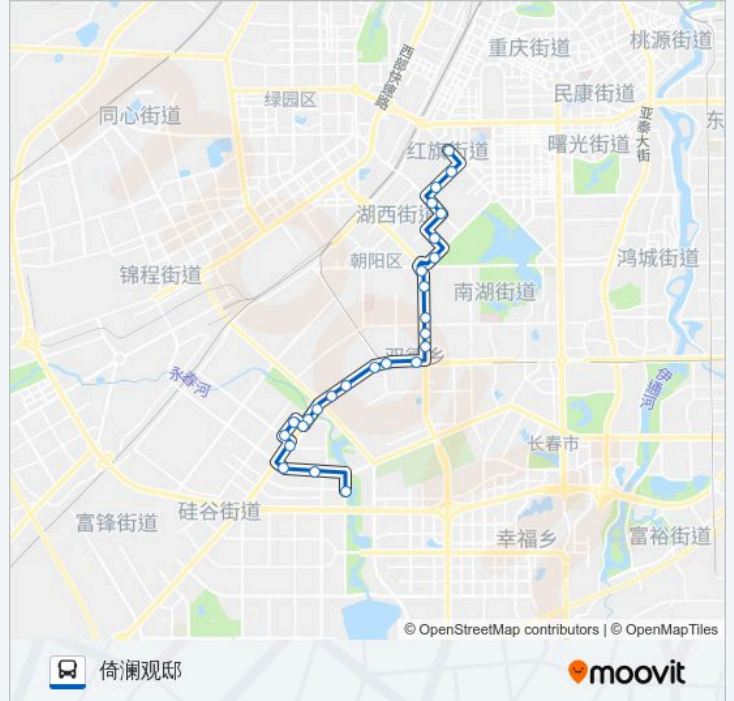 桃源街道
重庆街道
西部快速路
绿园区
民康街道
同心街道
亚泰大街
东
曙光街道
红旗街道
湖西街道
朝阳区
鸿城街道
锦程街道
南湖街道
双德乡
永春河
伊通河
长春市
硅谷街道
富锋街道
幸福乡
富裕街道
© OpenStreetMap contributors | © OpenMapTiles
倚澜观邸
moovit